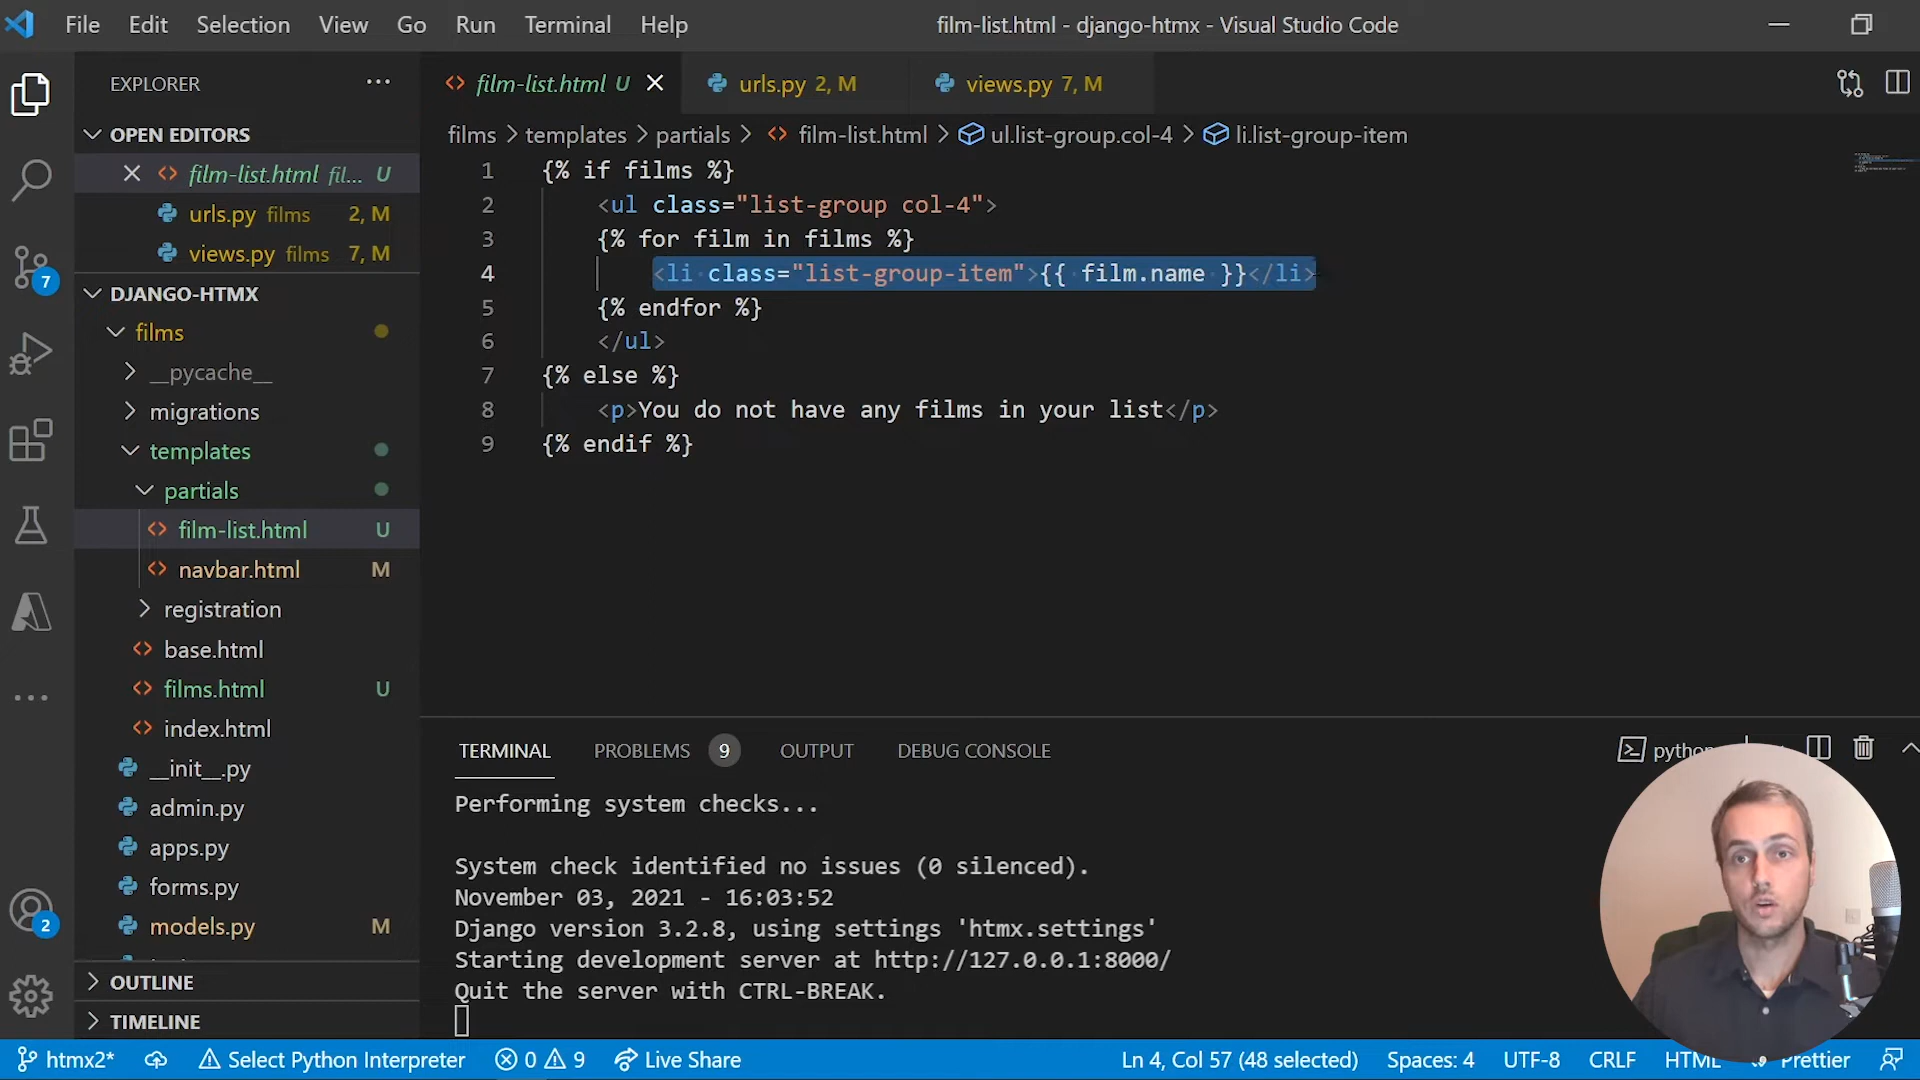 File Edit Selection View Go Run Terminal Help
film-list.html - django-htmx - Visual Studio Code
EXPLORER
film-list.html U
urls.py 2, M
views.py 7, M
OPEN EDITORS
film-list.html fil... U
urls.py films 2, M
views.py films 7, M
DJANGO-HTMX
films
__pycache__
migrations
templates
partials
film-list.html U
navbar.html M
registration
base.html
films.html U
index.html
__init__.py
admin.py
apps.py
forms.py
models.py M
OUTLINE
TIMELINE
7
2
films > templates > partials > film-list.html > ul.list-group.col-4 > li.list-group-item
1 {% if films %}
2 <ul class="list-group col-4">
3 {% for film in films %}
4 <li class="list-group-item">{{ film.name }}</li>
5 {% endfor %}
6 </ul>
7 {% else %}
8 <p>You do not have any films in your list</p>
9 {% endif %}
TERMINAL PROBLEMS 9 OUTPUT DEBUG CONSOLE
Performing system checks...
System check identified no issues (0 silenced).
November 03, 2021 - 16:03:52
Django version 3.2.8, using settings 'htmx.settings'
Starting development server at http://127.0.0.1:8000/
Quit the server with CTRL-BREAK.
htmx2* Select Python Interpreter 0 9 Live Share Ln 4, Col 57 (48 selected) Spaces: 4 UTF-8 CRLF HTML Prettier